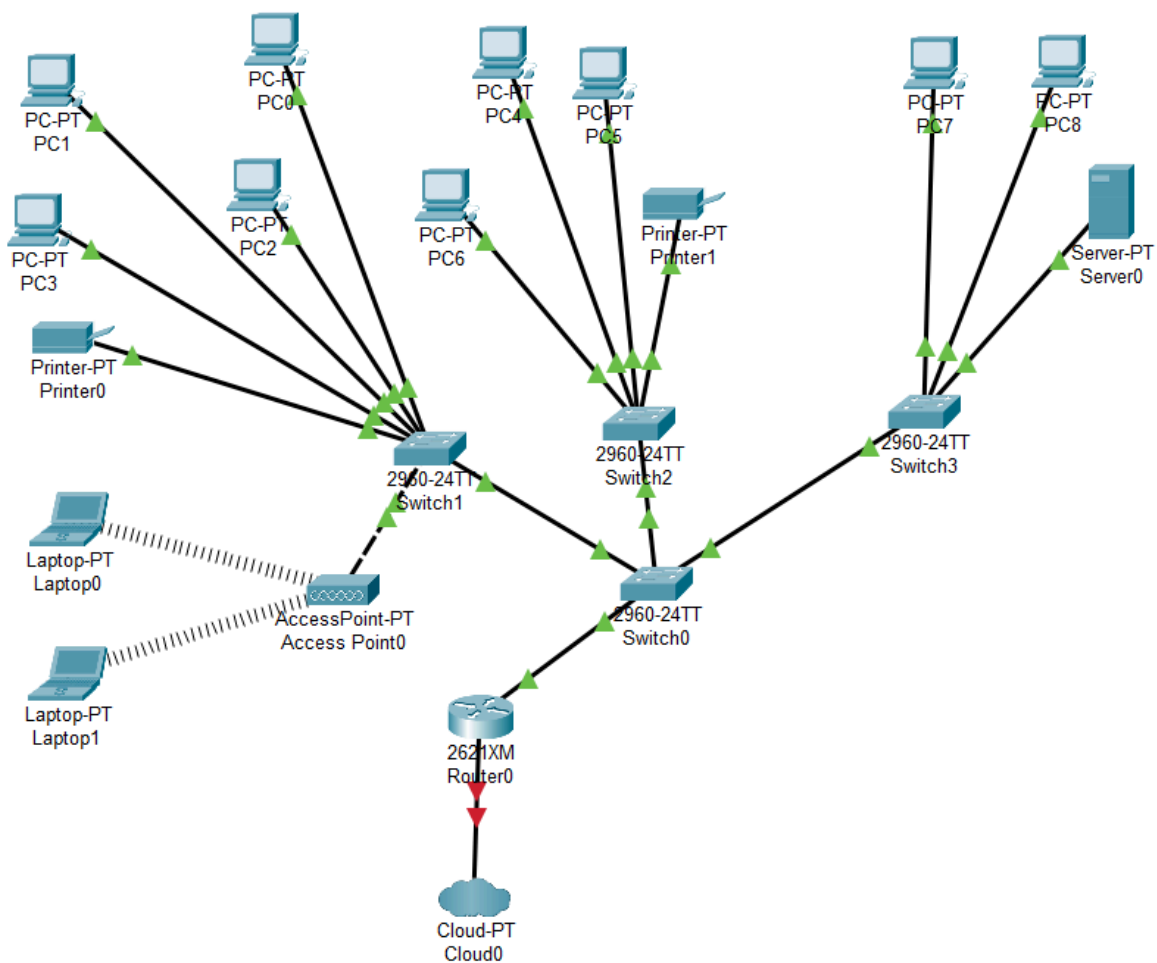 PC-PT
PC0
PC-PT
PC1
PC-PT
PC4
PC-PT
PC5
PC-PT
PC7
PC-PT
PC8
PC-PT
PC2
PC-PT
PC3
PC-PT
PC6
Printer-PT
Printer1
Server-PT
Server0
Printer-PT
Printer0
2960-24TT
Switch1
2960-24TT
Switch2
2960-24TT
Switch3
Laptop-PT
Laptop0
AccessPoint-PT
Access Point0
2960-24TT
Switch0
Laptop-PT
Laptop1
2621XM
Router0
Cloud-PT
Cloud0